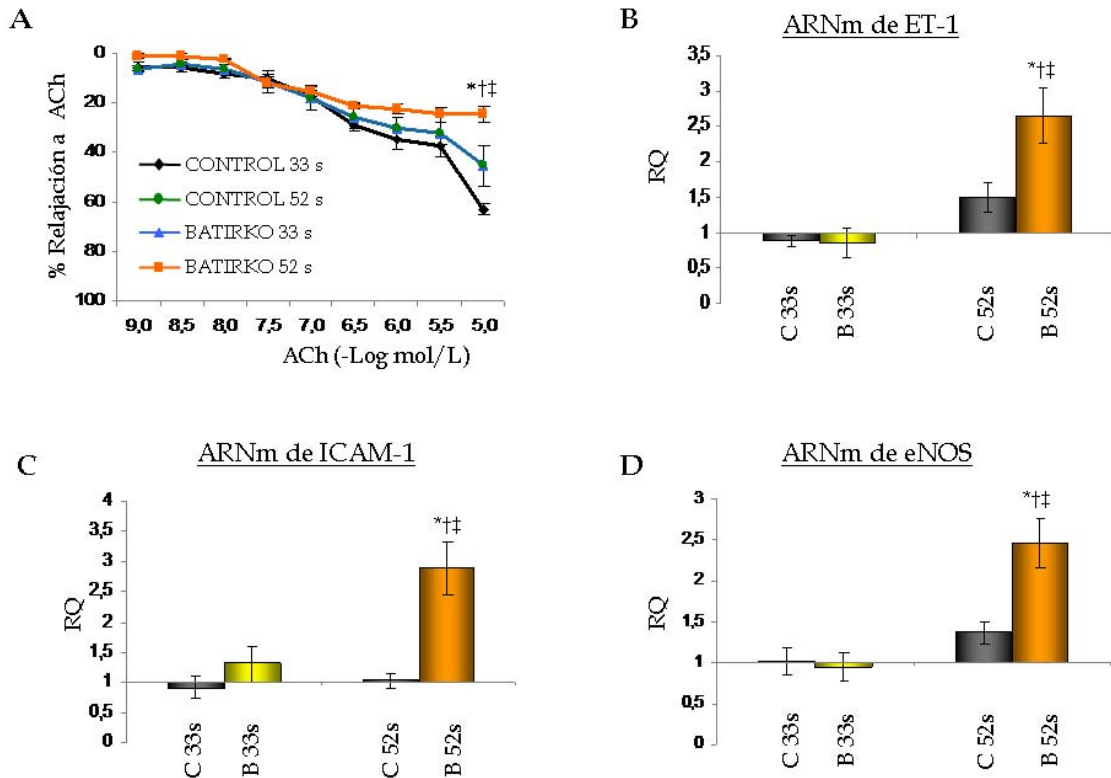 A
% Relajación a ACh
0
20
40
60
80
100
*†‡
CONTROL 33 s
CONTROL 52 s
BATIRKO 33 s
BATIRKO 52 s
9,0 8,5 8,0 7,5 7,0 6,5 6,0 5,5 5,0
ACh (-Log mol/L)
B
ARNm de ET-1
RQ
3,5
3
2,5
2
1,5
1
0,5
0
*†‡
C 33s
B 33s
C 52s
B 52s
C
ARNm de ICAM-1
RQ
4
3,5
3
2,5
2
1,5
1
0,5
0
*†‡
C 33s
B 33s
C 52s
B 52s
D
ARNm de eNOS
RQ
3
2,5
2
1,5
1
0,5
0
*†‡
C 33s
B 33s
C 52s
B 52s